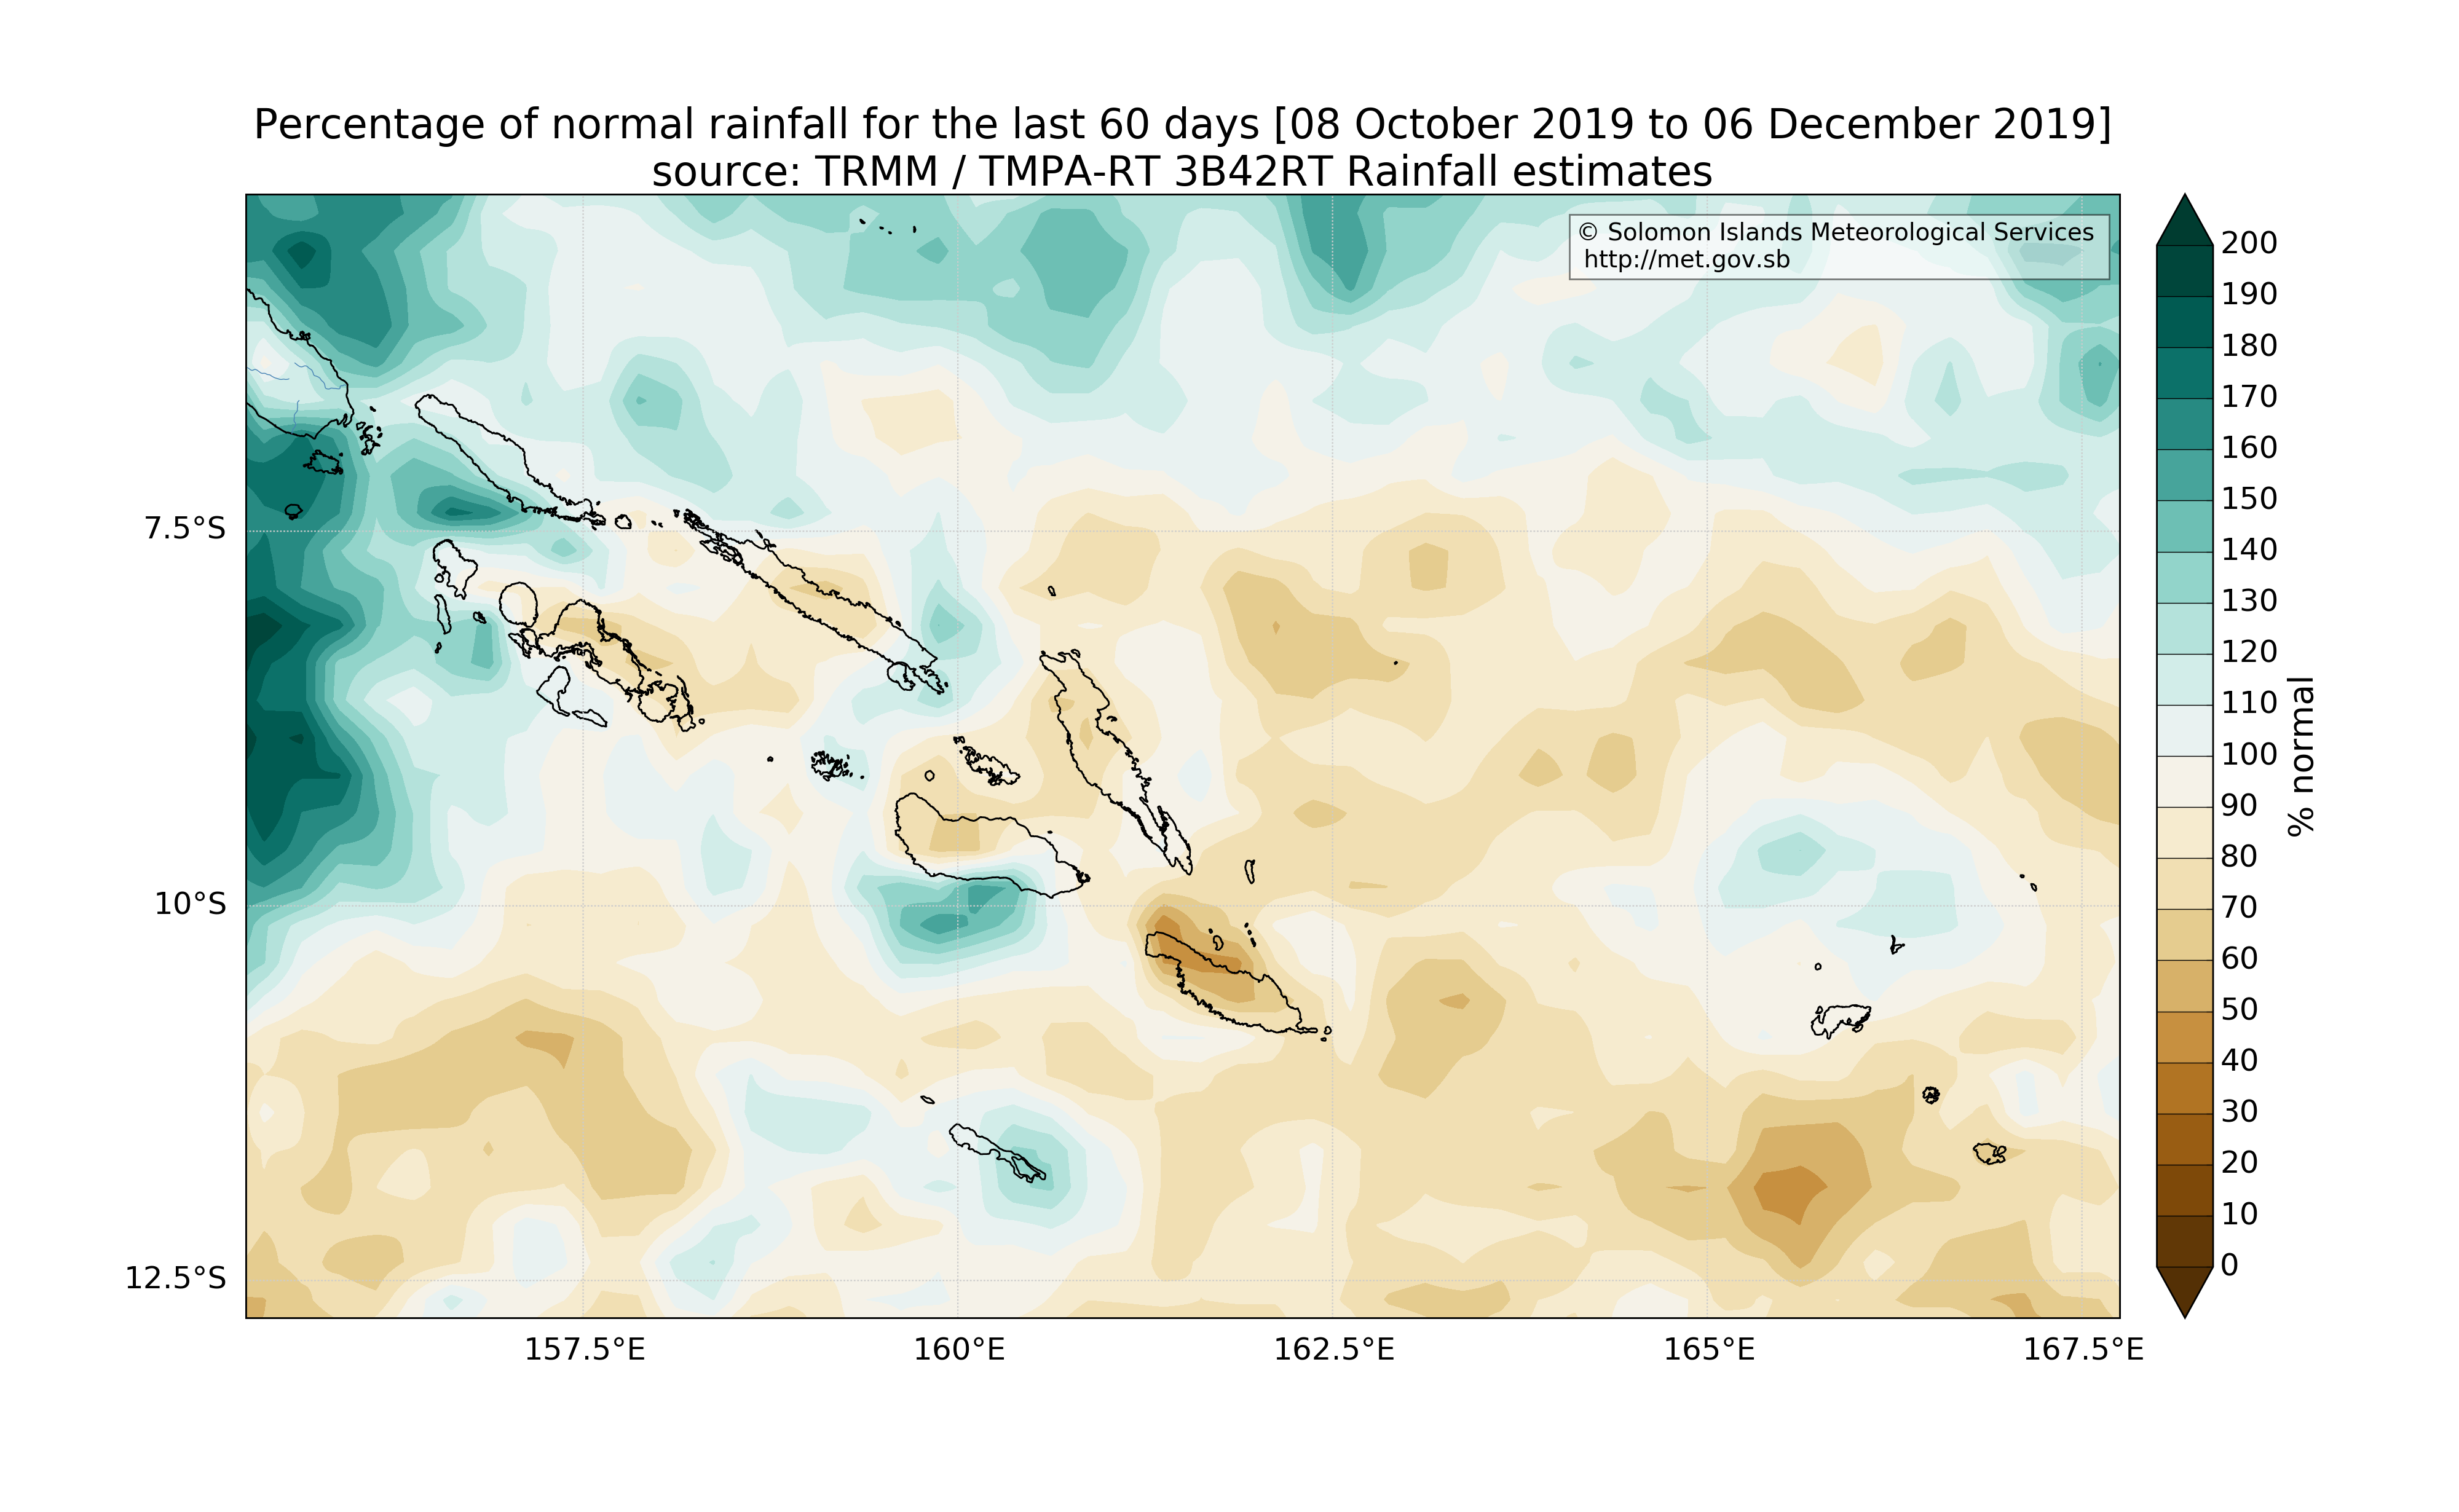 Percentage of normal rainfall for the last 60 days [08 October 2019 to 06 December 2019]
source: TRMM / TMPA-RT 3B42RT Rainfall estimates
© Solomon Islands Meteorological Services
http://met.gov.sb
7.5°S
10°S
12.5°S
157.5°E
160°E
162.5°E
165°E
167.5°E
200
190
180
170
160
150
140
130
120
110
100
90
80
70
60
50
40
30
20
10
0
% normal